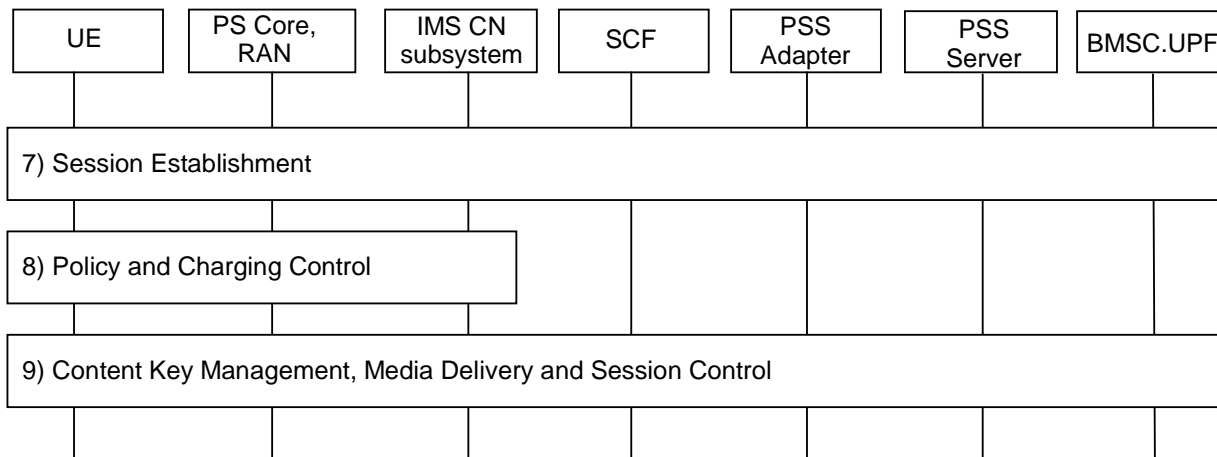 UE
PS Core,
RAN
IMS CN
subsystem
SCF
PSS
Adapter
PSS
Server
BMSC.UPF
7) Session Establishment
8) Policy and Charging Control
9) Content Key Management, Media Delivery and Session Control